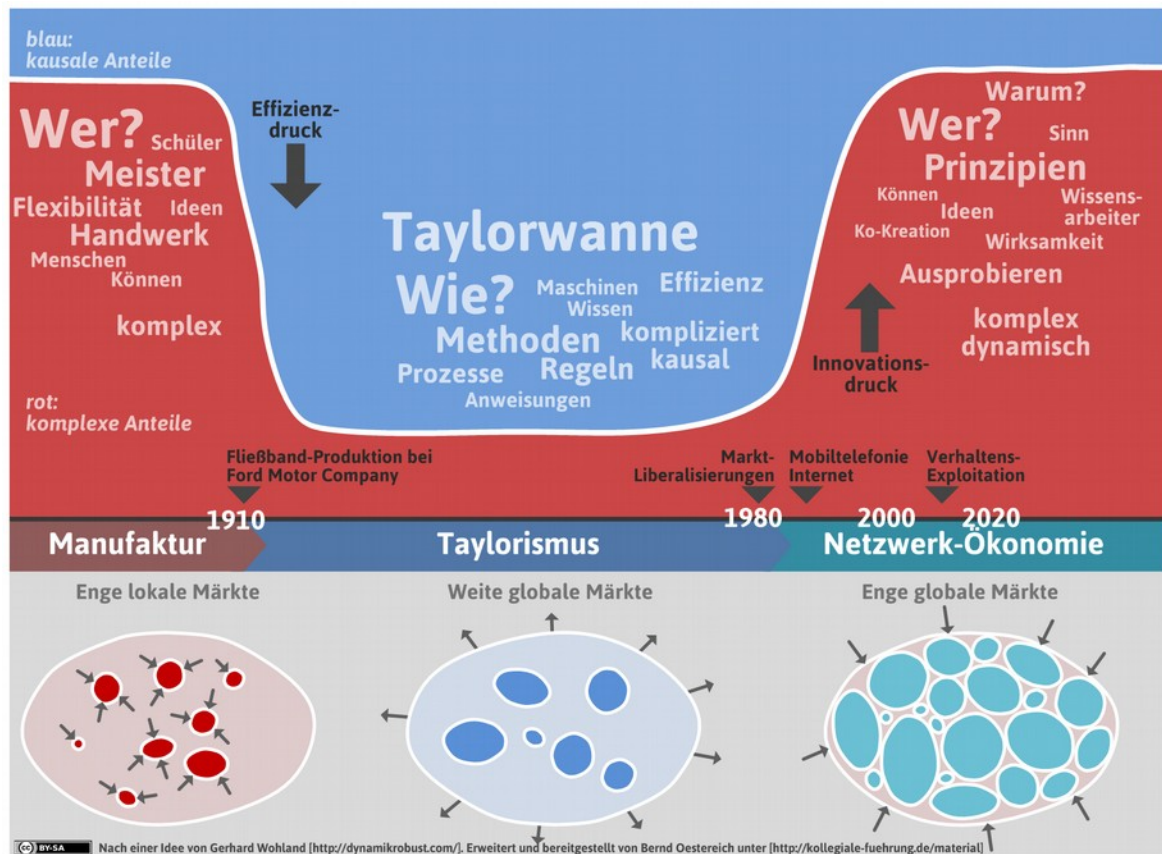 blau:
kausale Anteile
Wer?
Schüler
Meister
Flexibilität
Ideen
Handwerk
Menschen
Können
komplex
rot:
komplexe Anteile
Effizienz-
druck
Taylorwanne
Wie?
Maschinen
Effizienz
Wissen
Methoden
kompliziert
Prozesse
Regeln
kausal
Anweisungen
Warum?
Wer?
Sinn
Prinzipien
Können
Wissens-
arbeiter
Ideen
Ko-Kreation
Wirksamkeit
Ausprobieren
komplex
dynamisch
Innovations-
druck
Fließband-Produktion bei
Ford Motor Company
Markt-
Liberalisierungen
Mobiltelefonie
Internet
Verhaltens-
Exploitation
1910
1980
2000
2020
Manufaktur
Taylorismus
Netzwerk-Ökonomie
Enge lokale Märkte
Weite globale Märkte
Enge globale Märkte
cc BY-SA Nach einer Idee von Gerhard Wohland [http://dynamikrobust.com/]. Erweitert und bereitgestellt von Bernd Oestereich unter [http://kollegiale-fuehrung.de/material]